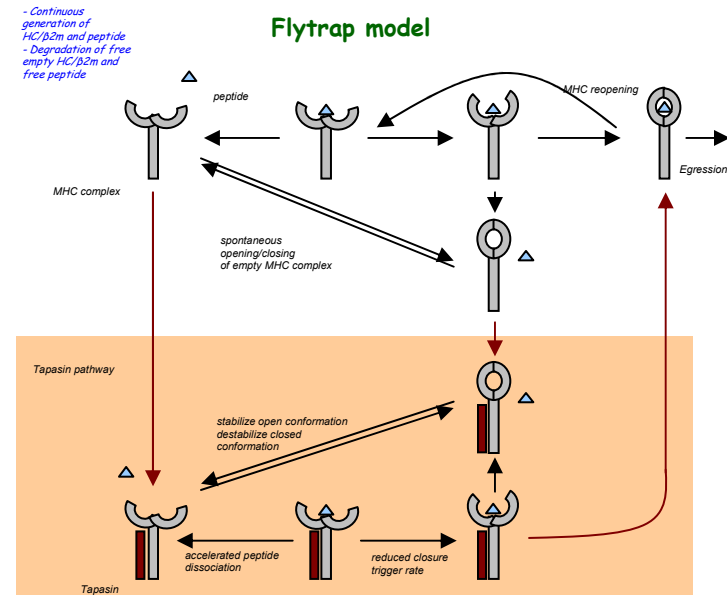 - Continuous
generation of
HC/β2m and peptide
- Degradation of free
empty HC/β2m and
free peptide
Flytrap model
peptide
MHC reopening
Egression
MHC complex
spontaneous
opening/closing
of empty MHC complex
Tapasin pathway
stabilize open conformation
destabilize closed
conformation
accelerated peptide
dissociation
reduced closure
trigger rate
Tapasin